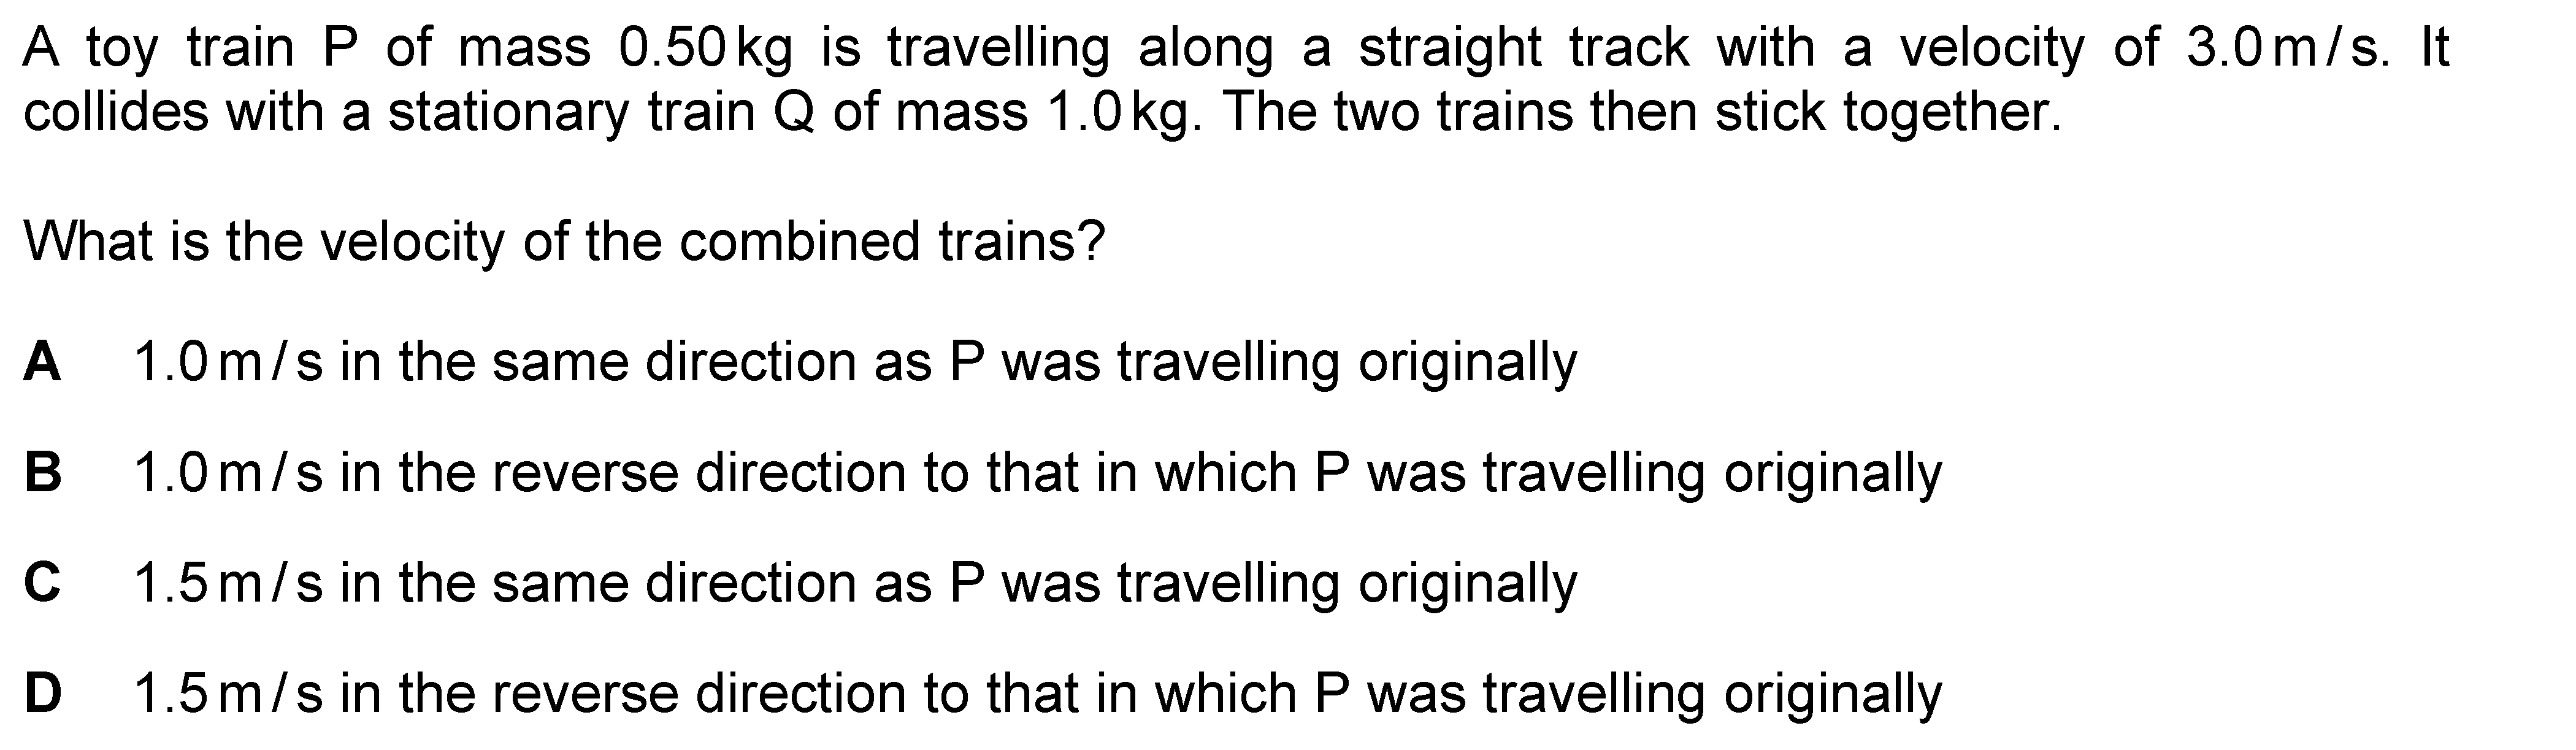 A toy train P of mass 0.50 kg is travelling along a straight track with a velocity of 3.0 m / s. It
collides with a stationary train Q of mass 1.0 kg. The two trains then stick together.
What is the velocity of the combined trains?
A 1.0 m / s in the same direction as P was travelling originally
B 1.0 m / s in the reverse direction to that in which P was travelling originally
C 1.5 m / s in the same direction as P was travelling originally
D 1.5 m / s in the reverse direction to that in which P was travelling originally